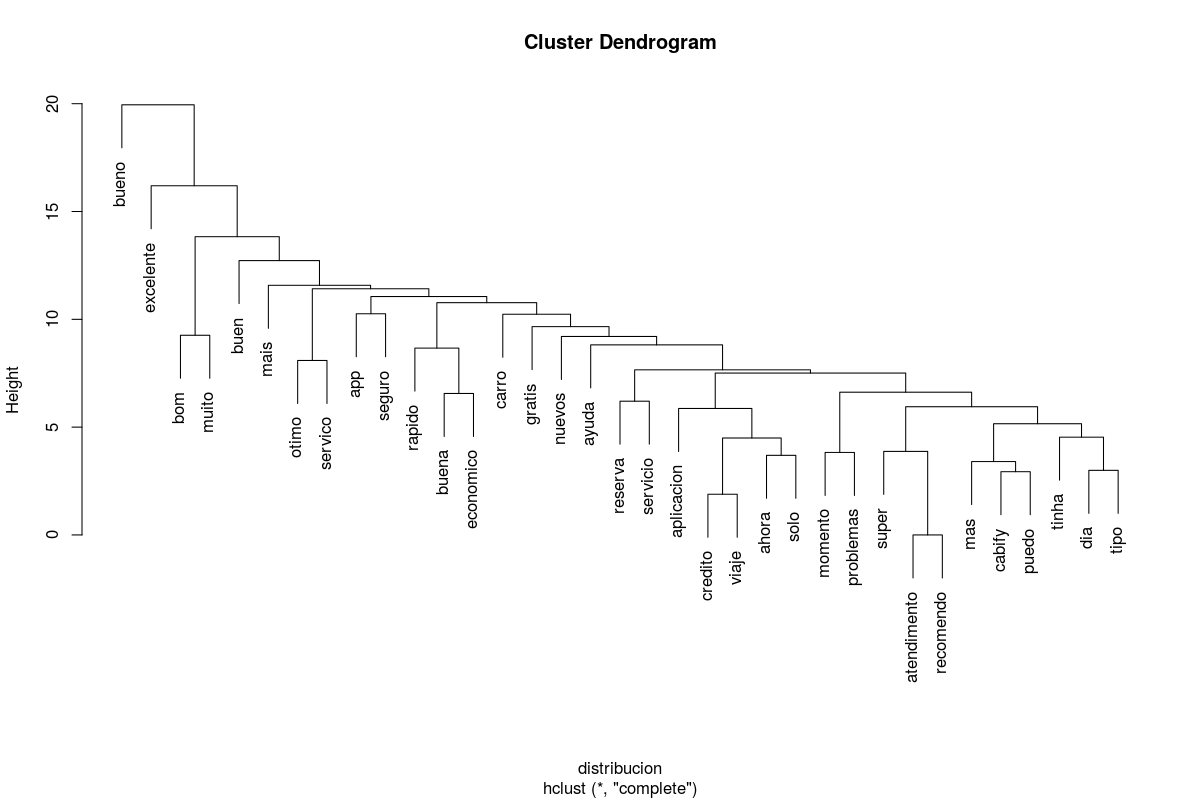 Cluster Dendrogram
Height
20
15
10
5
0
bueno
excelente
bom
muito
buen
mais
otimo
servico
app
seguro
rapido
buena
economico
carro
gratis
nuevos
ayuda
reserva
servicio
aplicacion
credito
viaje
ahora
solo
momento
problemas
super
atendimento
recomendo
mas
cabify
puedo
tinha
dia
tipo
distribucion
hclust (*, "complete")